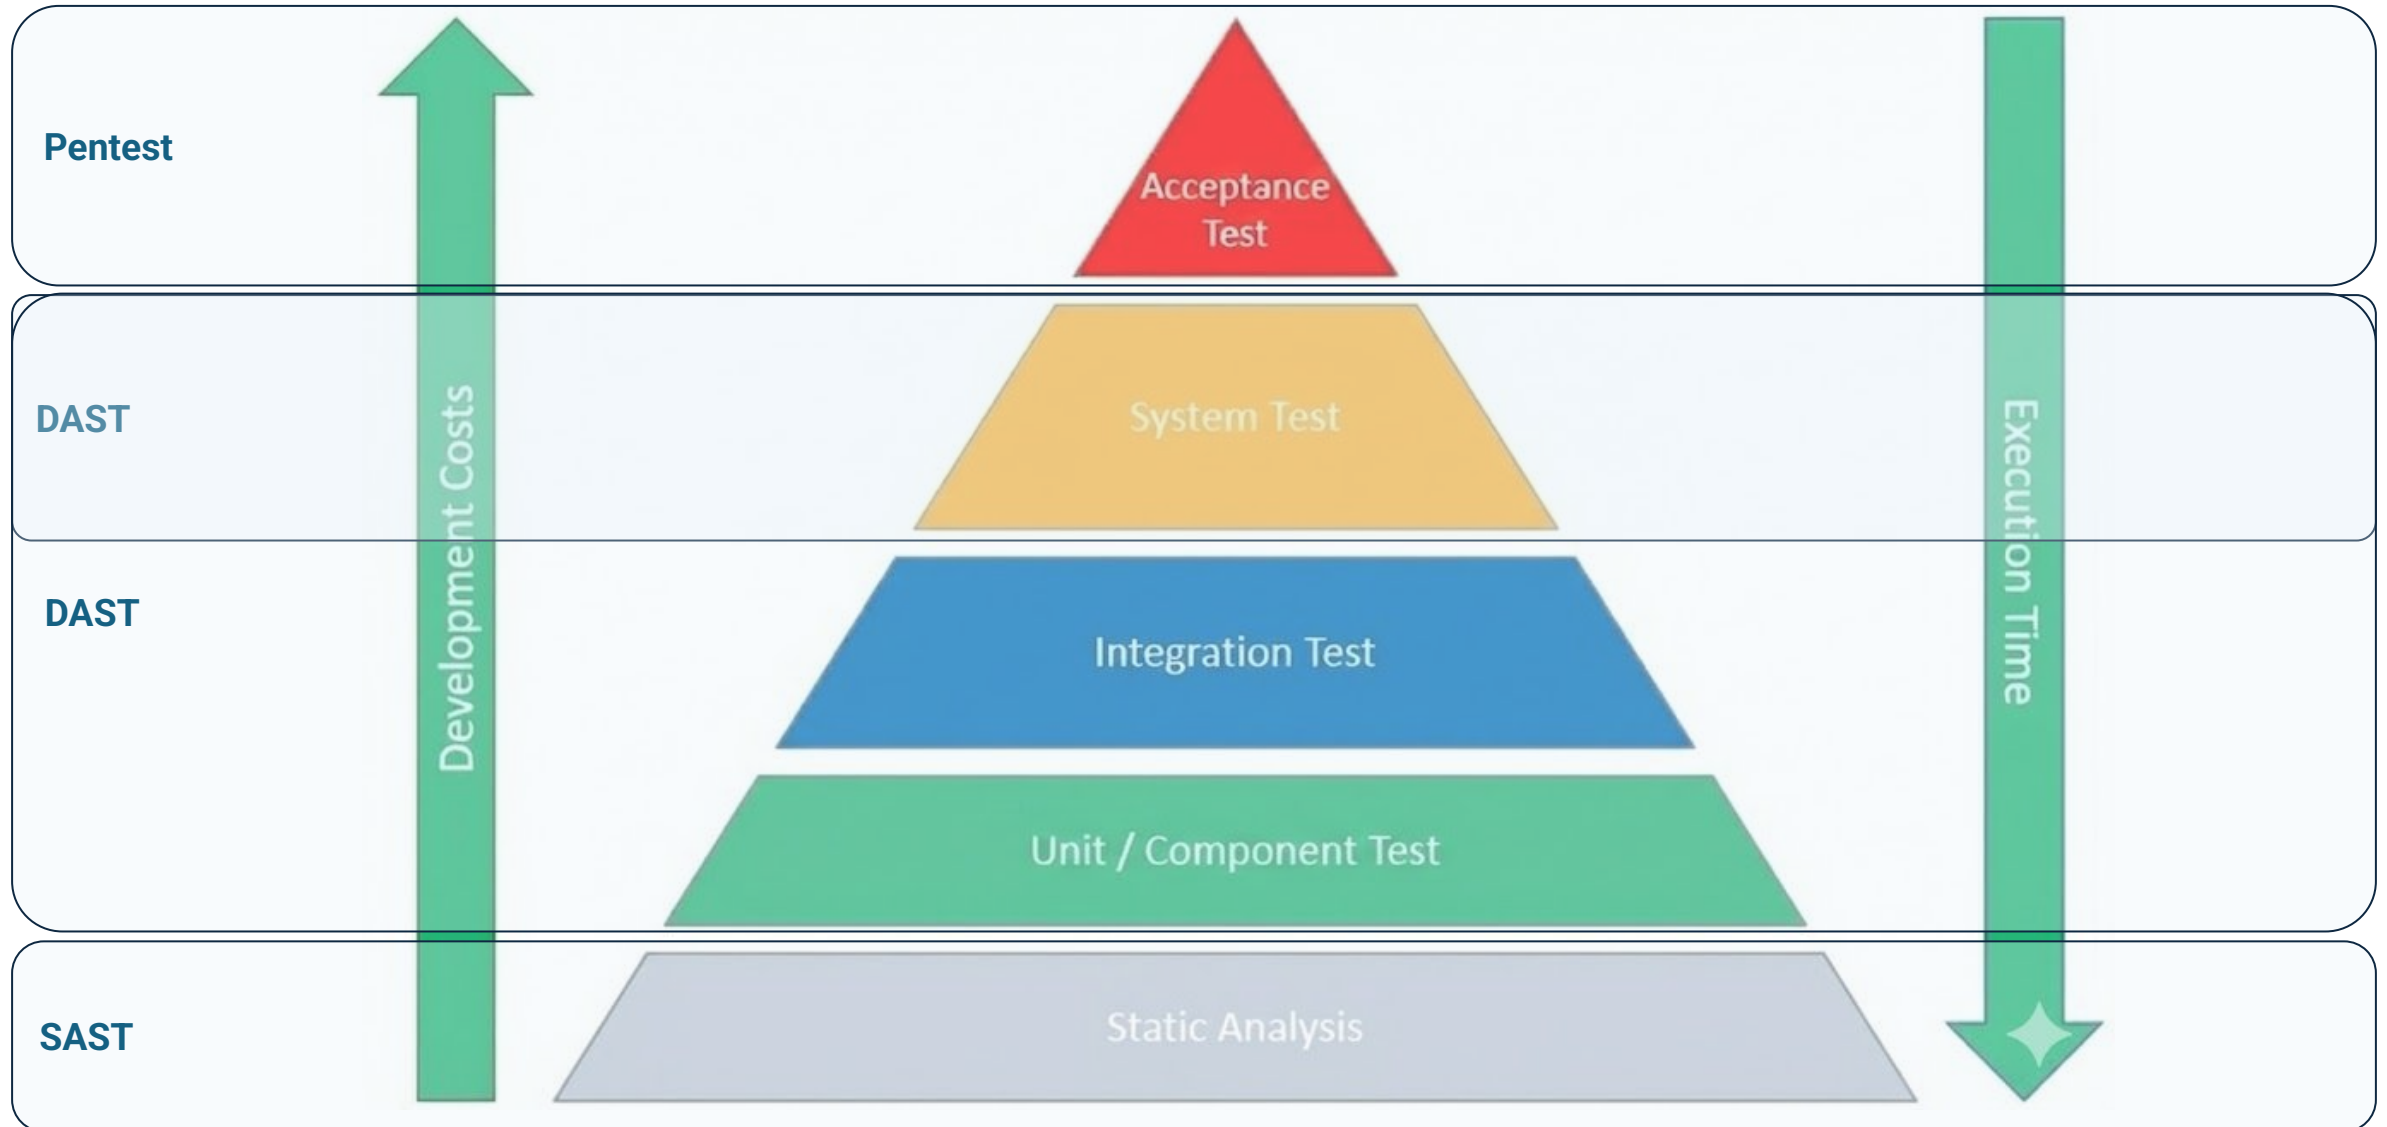 Pentest
Acceptance
Test
DAST
System Test
Development Costs
Execution Time
DAST
Integration Test
Unit / Component Test
SAST
Static Analysis